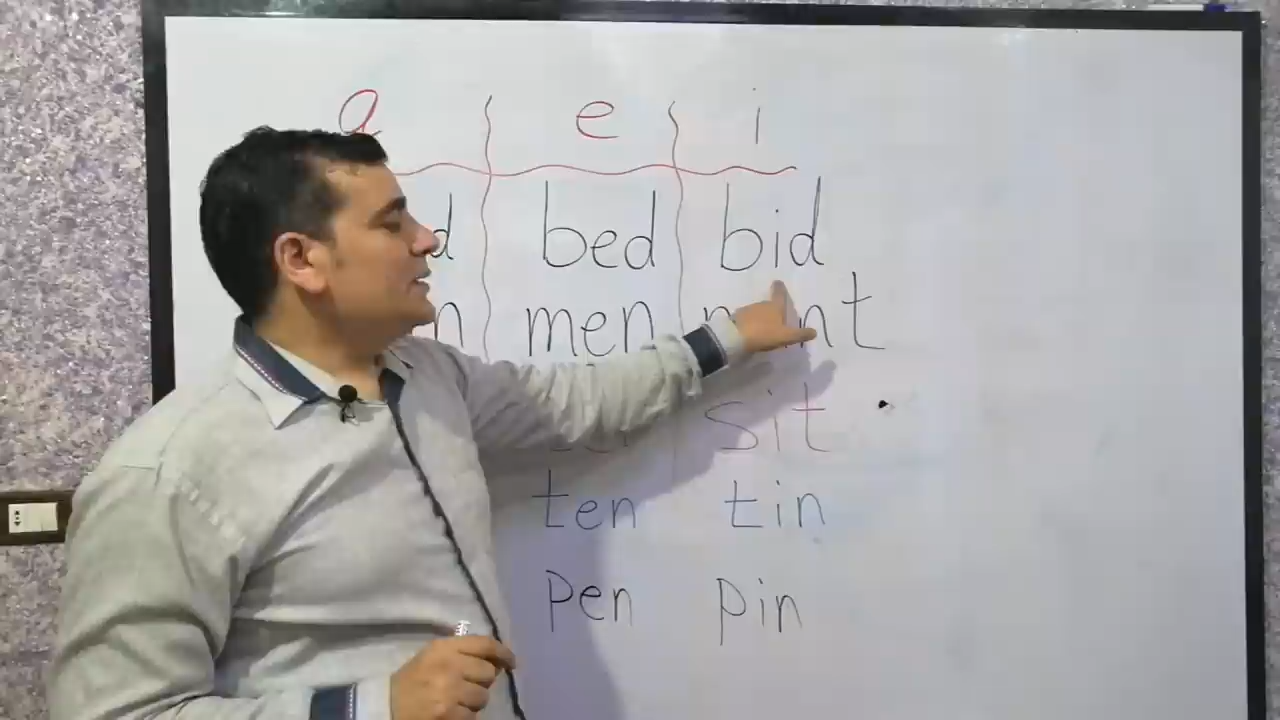 a e i
bed bid
men
sit
ten tin
pen pin